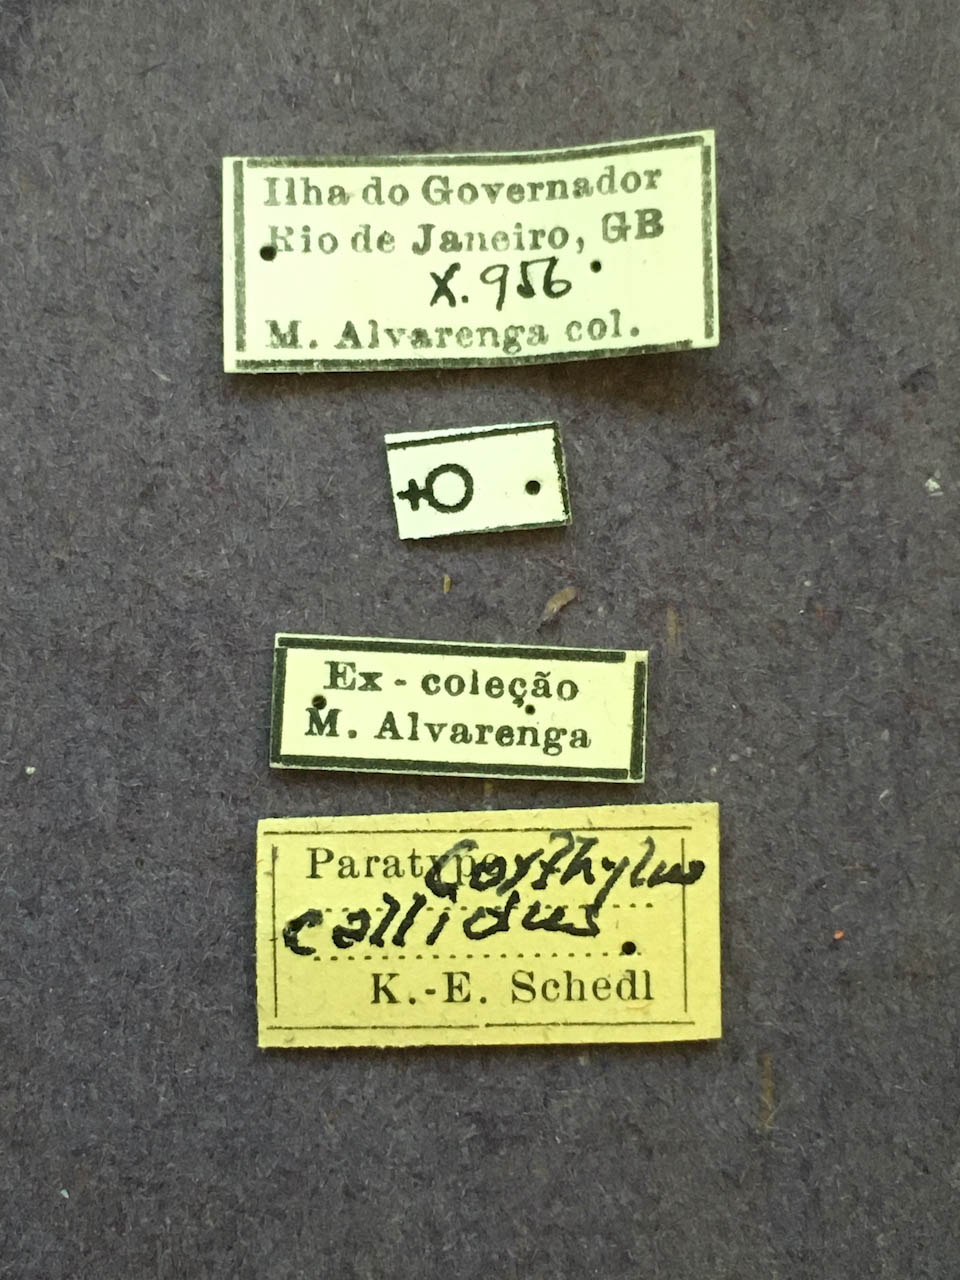 Ilha do Governador
Rio de Janeiro, GB
X. 956
M. Alvarenga col.
♀
Ex - coleção
M. Alvarenga
Paratype Corthylus
callidus
K.-E. Schedl